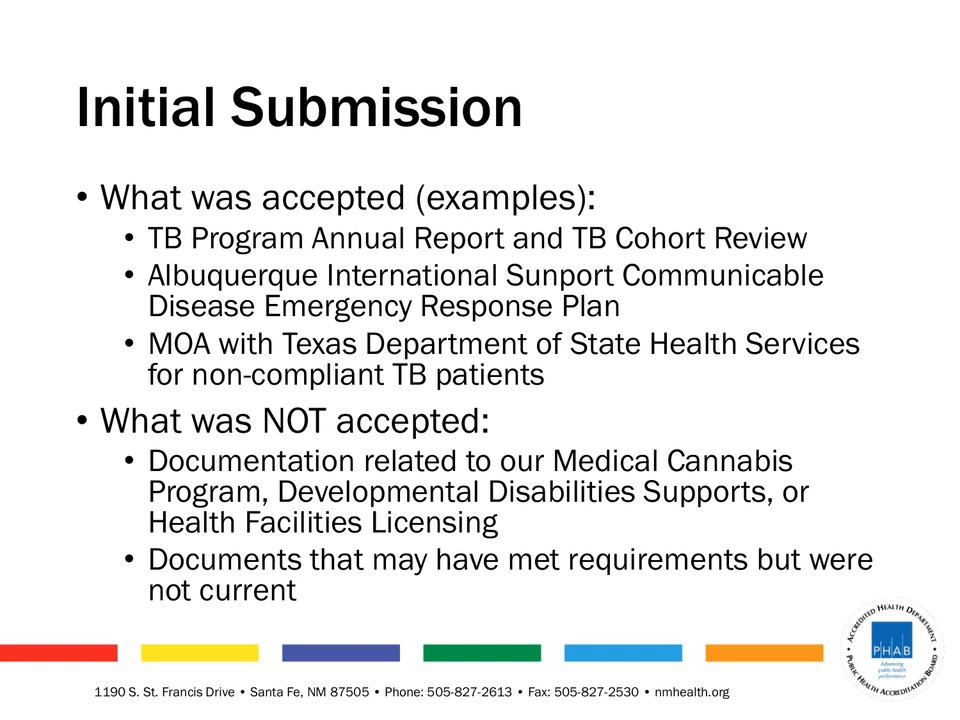 Initial Submission
• What was accepted (examples):
• TB Program Annual Report and TB Cohort Review
• Albuquerque International Sunport Communicable
Disease Emergency Response Plan
• MOA with Texas Department of State Health Services
for non-compliant TB patients
• What was NOT accepted:
• Documentation related to our Medical Cannabis
Program, Developmental Disabilities Supports, or
Health Facilities Licensing
• Documents that may have met requirements but were
not current
ACCREDITED HEALTH DEPARTMENT
PHAB
Advancing
public health
performance
PUBLIC HEALTH ACCREDITATION BOARD
1190 S. St. Francis Drive • Santa Fe, NM 87505 • Phone: 505-827-2613 • Fax: 505-827-2530 • nmhealth.org